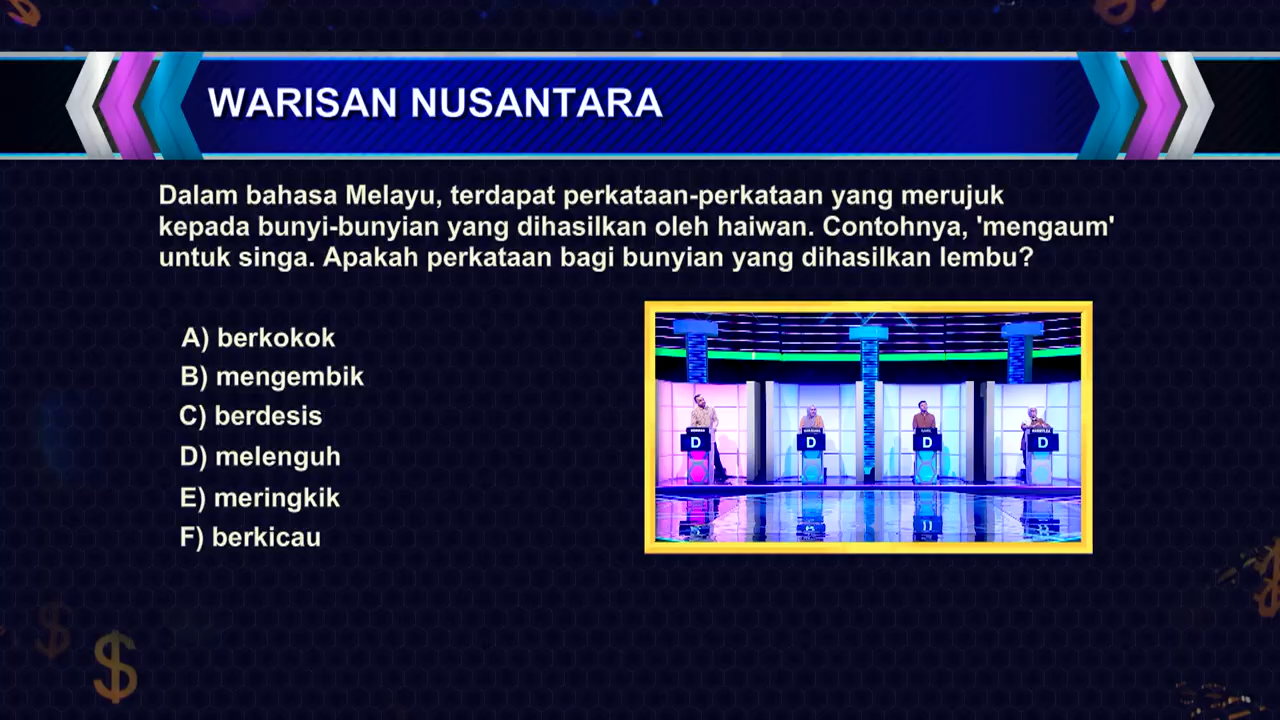 WARISAN NUSANTARA
Dalam bahasa Melayu, terdapat perkataan-perkataan yang merujuk
kepada bunyi-bunyian yang dihasilkan oleh haiwan. Contohnya, 'mengaum'
untuk singa. Apakah perkataan bagi bunyian yang dihasilkan lembu?
A) berkokok
B) mengembik
C) berdesis
D) melenguh
E) meringkik
F) berkicau
D
D
D
D
$
$